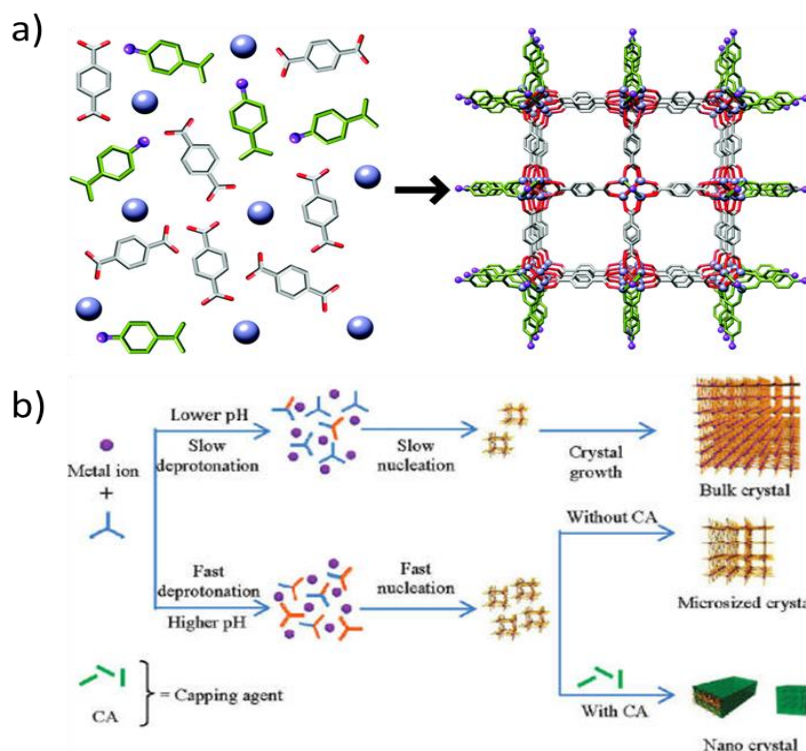 a)
b)
Lower pH
Slow
deprotonation
Slow
nucleation
Crystal
growth
Bulk crystal
Metal ion
+
Without CA
Microsized crysta
Fast
deprotonation
Higher pH
Fast
nucleation
CA
= Capping agent
With CA
Nano crystal